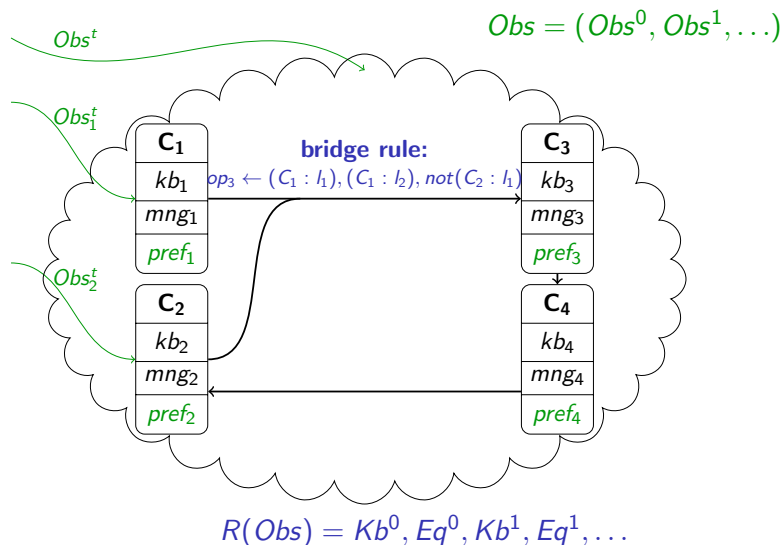 Obs = (Obs⁰, Obs¹, …)
Obsᵗ
Obs₁ᵗ
C₁
kb₁
mng₁
pref₁
bridge rule:
op₃ ← (C₁ : l₁), (C₁ : l₂), not(C₂ : l₁)
C₃
kb₃
mng₃
pref₃
Obs₂ᵗ
C₂
kb₂
mng₂
pref₂
C₄
kb₄
mng₄
pref₄
R(Obs) = Kb⁰, Eq⁰, Kb¹, Eq¹, …